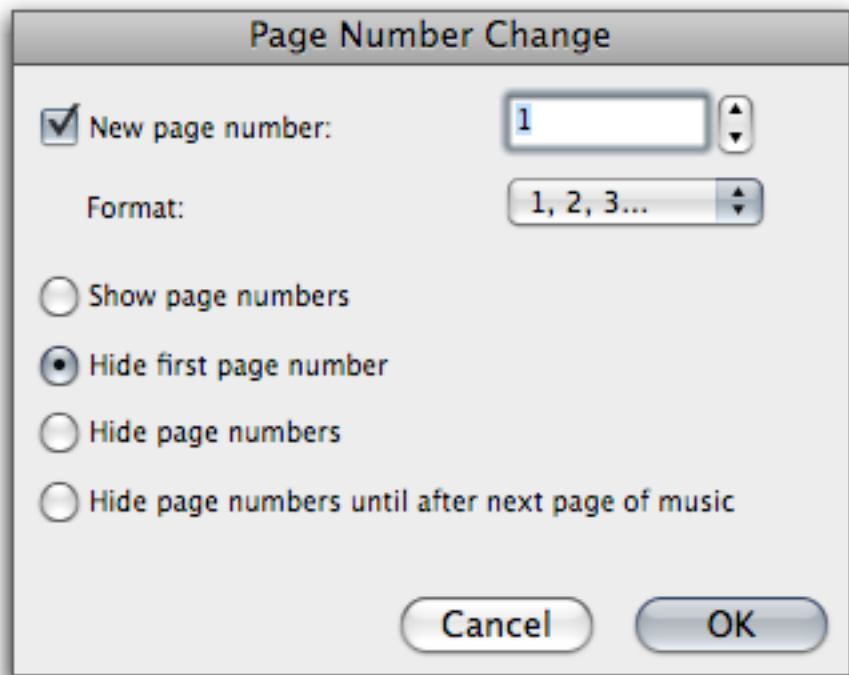 Page Number Change
New page number: 1
Format: 1, 2, 3...
Show page numbers
Hide first page number
Hide page numbers
Hide page numbers until after next page of music
Cancel OK